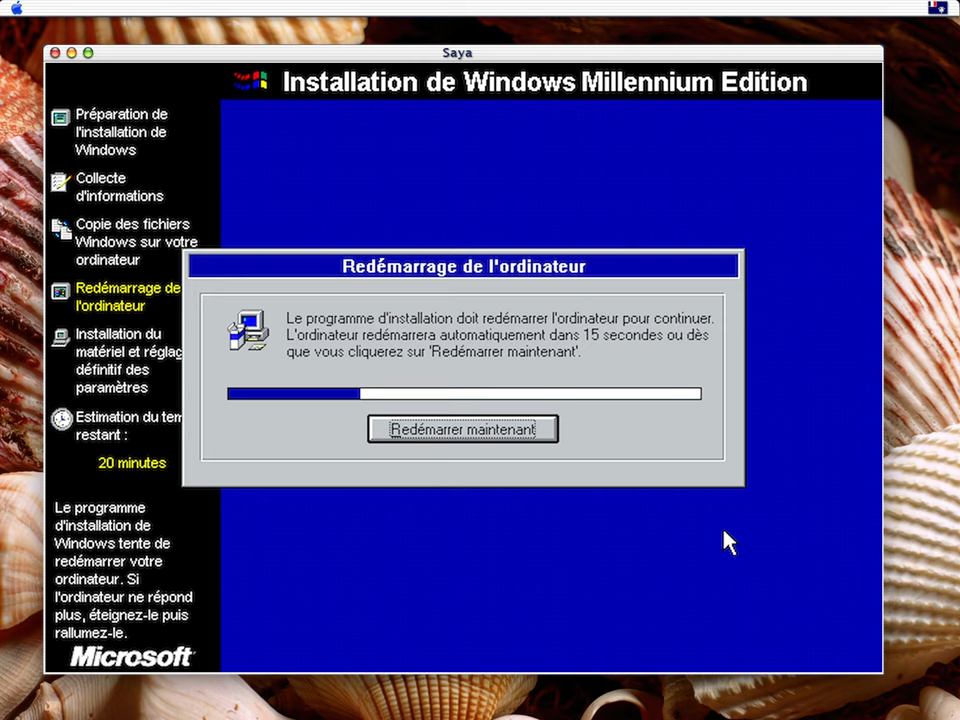 Saya
Installation de Windows Millennium Edition
Préparation de
l'installation de
Windows
Collecte
d'informations
Copie des fichiers
Windows sur votre
ordinateur
Redémarrage de
l'ordinateur
Installation du
matériel et réglag
définitif des
paramètres
Estimation du tem
restant :
20 minutes
Le programme
d'installation de
Windows tente de
redémarrer votre
ordinateur. Si
l'ordinateur ne répond
plus, éteignez-le puis
rallumez-le.
Microsoft
Redémarrage de l'ordinateur
Le programme d'installation doit redémarrer l'ordinateur pour continuer.
L'ordinateur redémarrera automatiquement dans 15 secondes ou dès
que vous cliquerez sur 'Redémarrer maintenant'.
Redémarrer maintenant